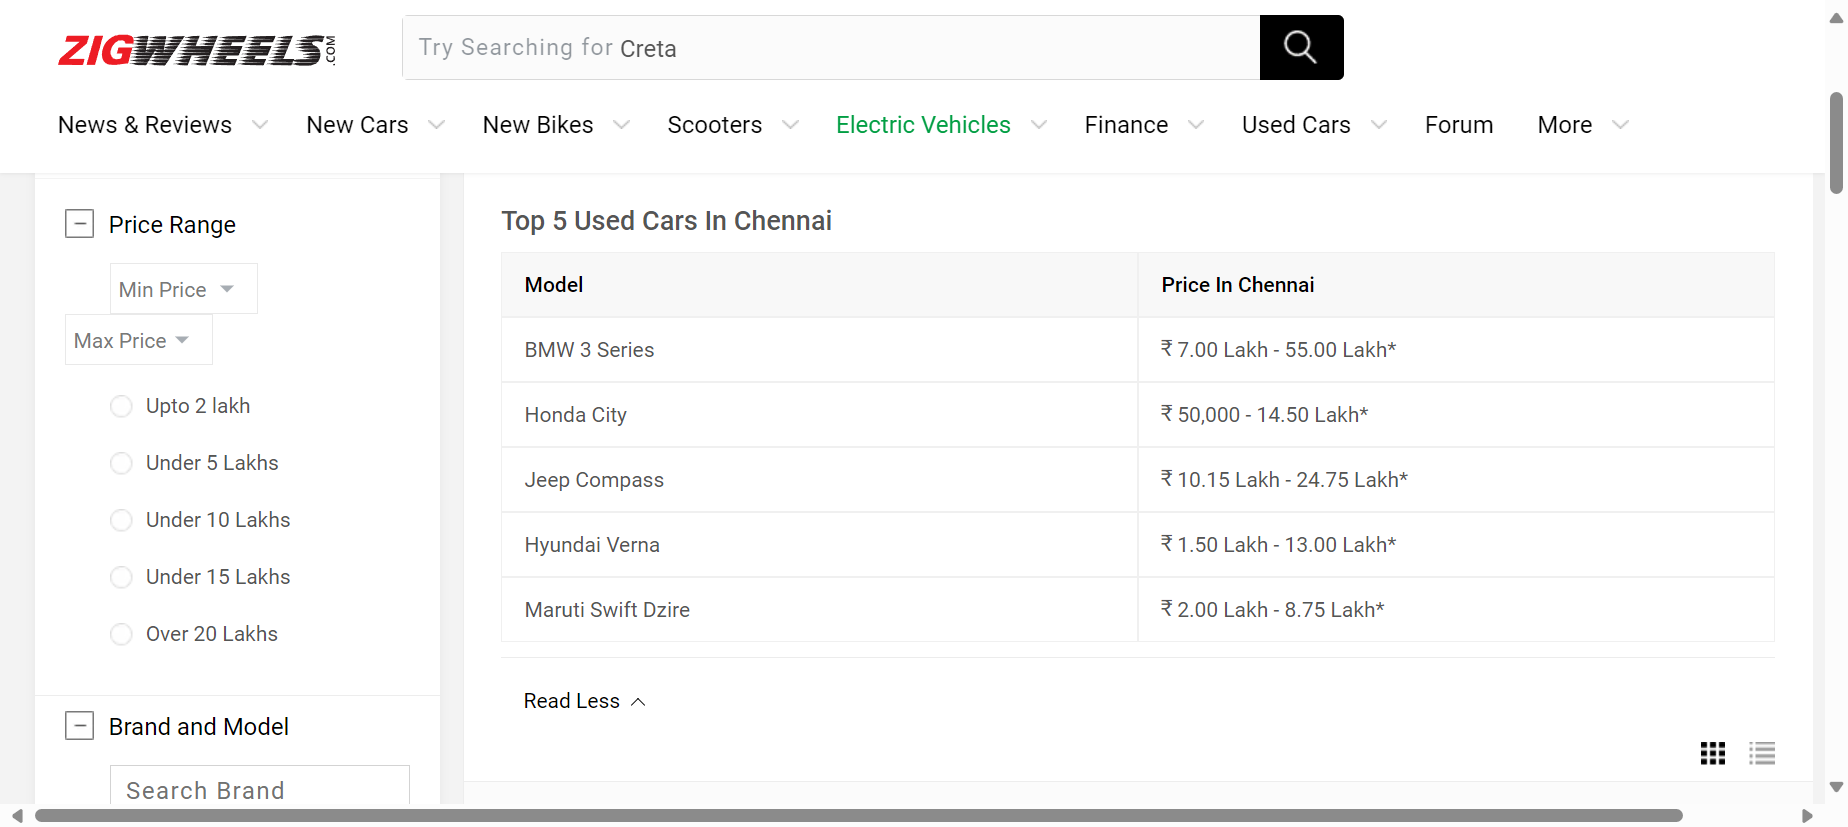 ZIGWHEELS.COM
Try Searching for Creta
News & Reviews New Cars New Bikes Scooters Electric Vehicles Finance Used Cars Forum More
Price Range
Min Price
Max Price
Upto 2 lakh
Under 5 Lakhs
Under 10 Lakhs
Under 15 Lakhs
Over 20 Lakhs
Brand and Model
Search Brand
Top 5 Used Cars In Chennai
Model Price In Chennai
BMW 3 Series ₹ 7.00 Lakh - 55.00 Lakh*
Honda City ₹ 50,000 - 14.50 Lakh*
Jeep Compass ₹ 10.15 Lakh - 24.75 Lakh*
Hyundai Verna ₹ 1.50 Lakh - 13.00 Lakh*
Maruti Swift Dzire ₹ 2.00 Lakh - 8.75 Lakh*
Read Less